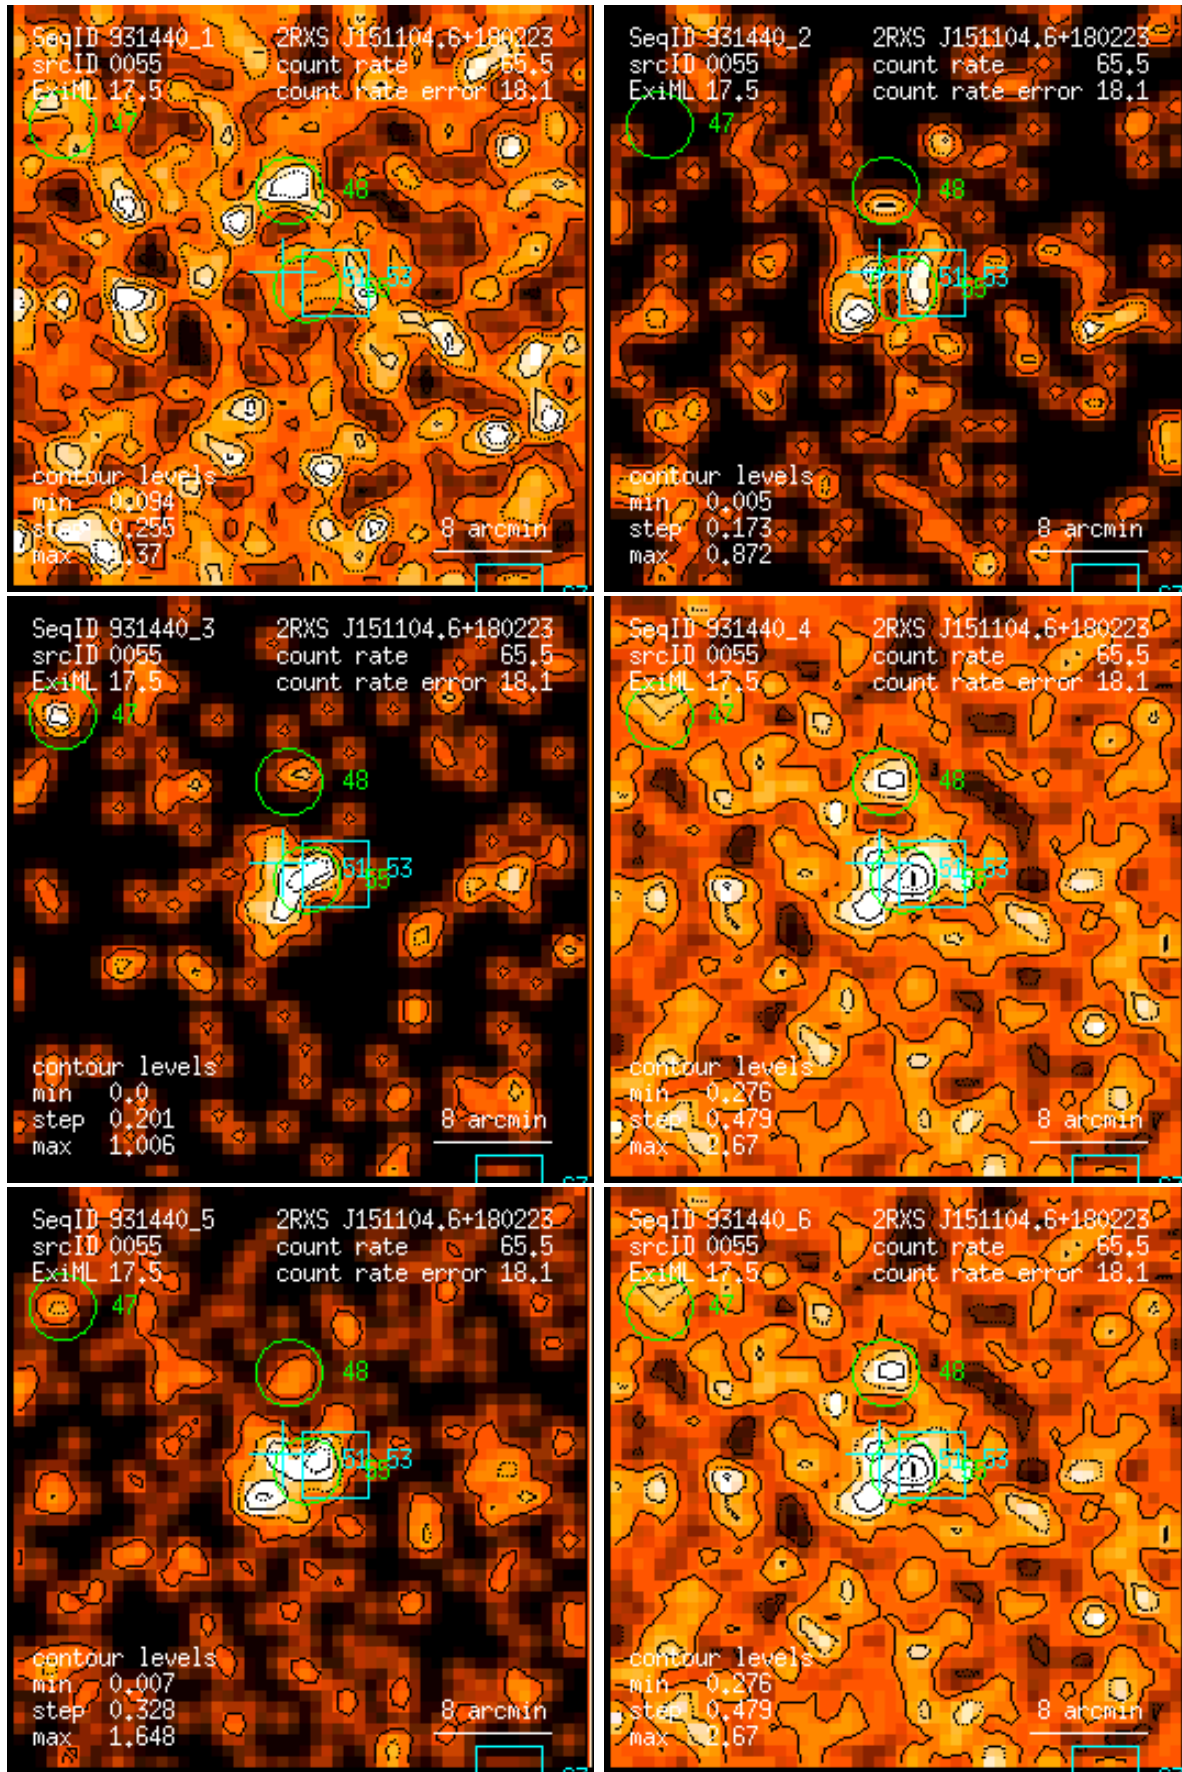 SeqID 931440_1 2RXS J151104.6+180223
srcID 0055 count rate 65.5
ExiML 17.5 count rate error 18.1
47
48
51 53
55
contour levels
min 0.094
step 0.255
max 1.37
8 arcmin
SeqID 931440_2 2RXS J151104.6+180223
srcID 0055 count rate 65.5
ExiML 17.5 count rate error 18.1
47
48
51 53
55
contour levels
min 0.005
step 0.173
max 0.872
8 arcmin
SeqID 931440_3 2RXS J151104.6+180223
srcID 0055 count rate 65.5
ExiML 17.5 count rate error 18.1
47
48
51 53
55
contour levels
min 0.0
step 0.201
max 1.006
8 arcmin
SeqID 931440_4 2RXS J151104.6+180223
srcID 0055 count rate 65.5
ExiML 17.5 count rate error 18.1
47
48
51 53
55
contour levels
min 0.276
step 0.479
max 2.67
8 arcmin
SeqID 931440_5 2RXS J151104.6+180223
srcID 0055 count rate 65.5
ExiML 17.5 count rate error 18.1
47
48
51 53
55
contour levels
min 0.007
step 0.328
max 1.648
8 arcmin
SeqID 931440_6 2RXS J151104.6+180223
srcID 0055 count rate 65.5
ExiML 17.5 count rate error 18.1
47
48
51 53
55
contour levels
min 0.276
step 0.479
max 2.67
8 arcmin